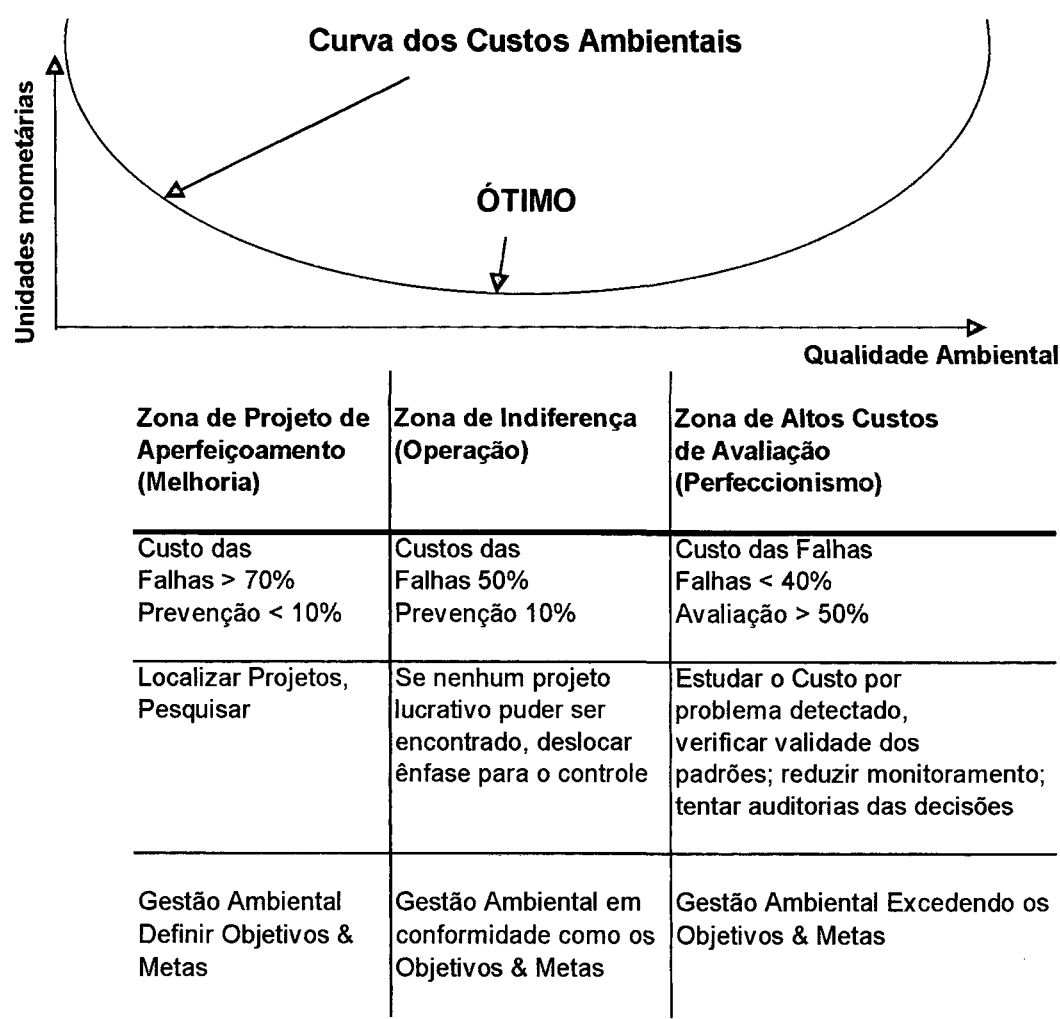 Curva dos Custos Ambientais
Unidades mometárias
ÓTIMO
Qualidade Ambiental
Zona de Projeto de
Aperfeiçoamento
(Melhoria)
Zona de Indiferença
(Operação)
Zona de Altos Custos
de Avaliação
(Perfeccionismo)
Custo das
Falhas > 70%
Prevenção < 10%
Custos das
Falhas 50%
Prevenção 10%
Custo das Falhas
Falhas < 40%
Avaliação > 50%
Localizar Projetos,
Pesquisar
Se nenhum projeto
lucrativo puder ser
encontrado, deslocar
ênfase para o controle
Estudar o Custo por
problema detectado,
verificar validade dos
padrões; reduzir monitoramento;
tentar auditorias das decisões
Gestão Ambiental
Definir Objetivos &
Metas
Gestão Ambiental em
conformidade como os
Objetivos & Metas
Gestão Ambiental Excedendo os
Objetivos & Metas